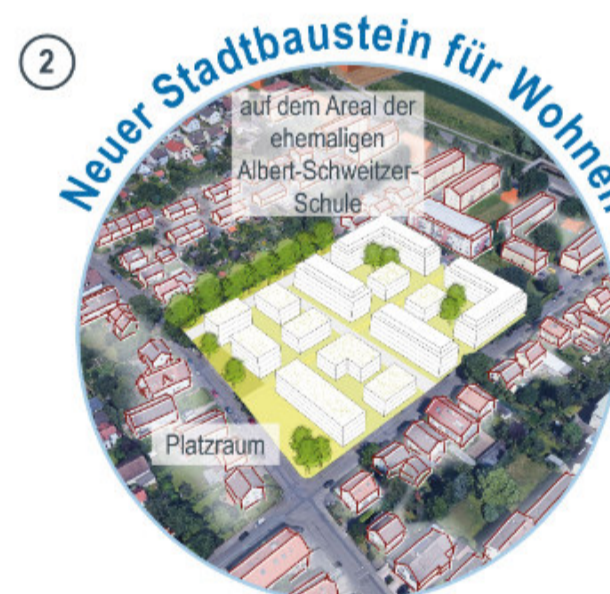 2
Neuer Stadtbaustein für Wohnen
auf dem Areal der
ehemaligen
Albert-Schweitzer-
Schule
Platzraum